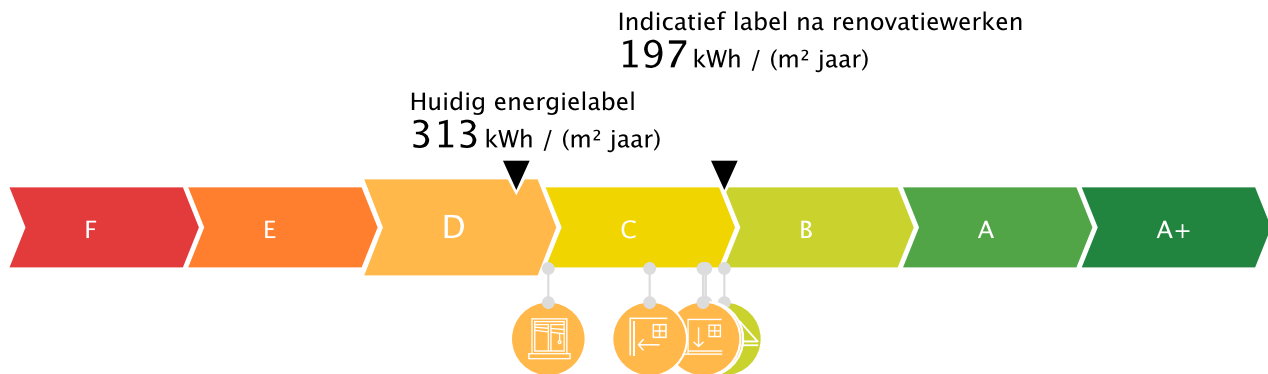 Indicatief label na renovatiewerken
197 kWh / (m² jaar)
Huidig energielabel
313 kWh / (m² jaar)
F E D C B A A+